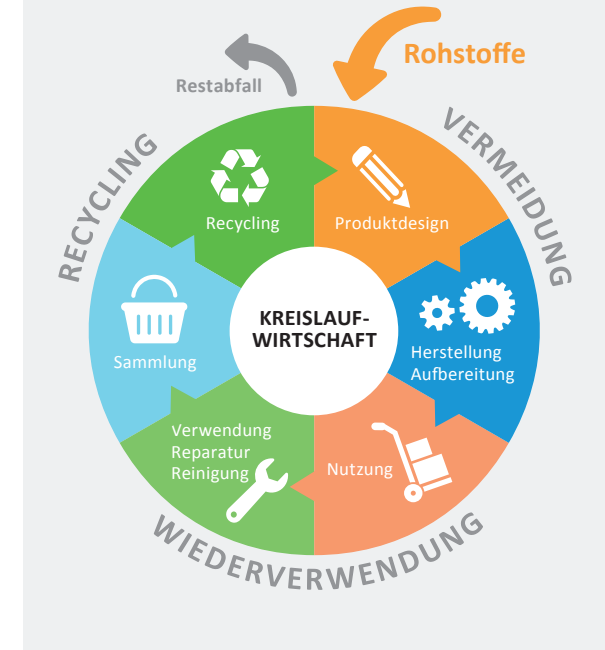 Rohstoffe
Restabfall
VERMEIDUNG
RECYCLING
Recycling
Produktdesign
KREISLAUF-
WIRTSCHAFT
Herstellung
Aufbereitung
Sammlung
Verwendung
Reparatur
Reinigung
Nutzung
WIEDERVERWENDUNG